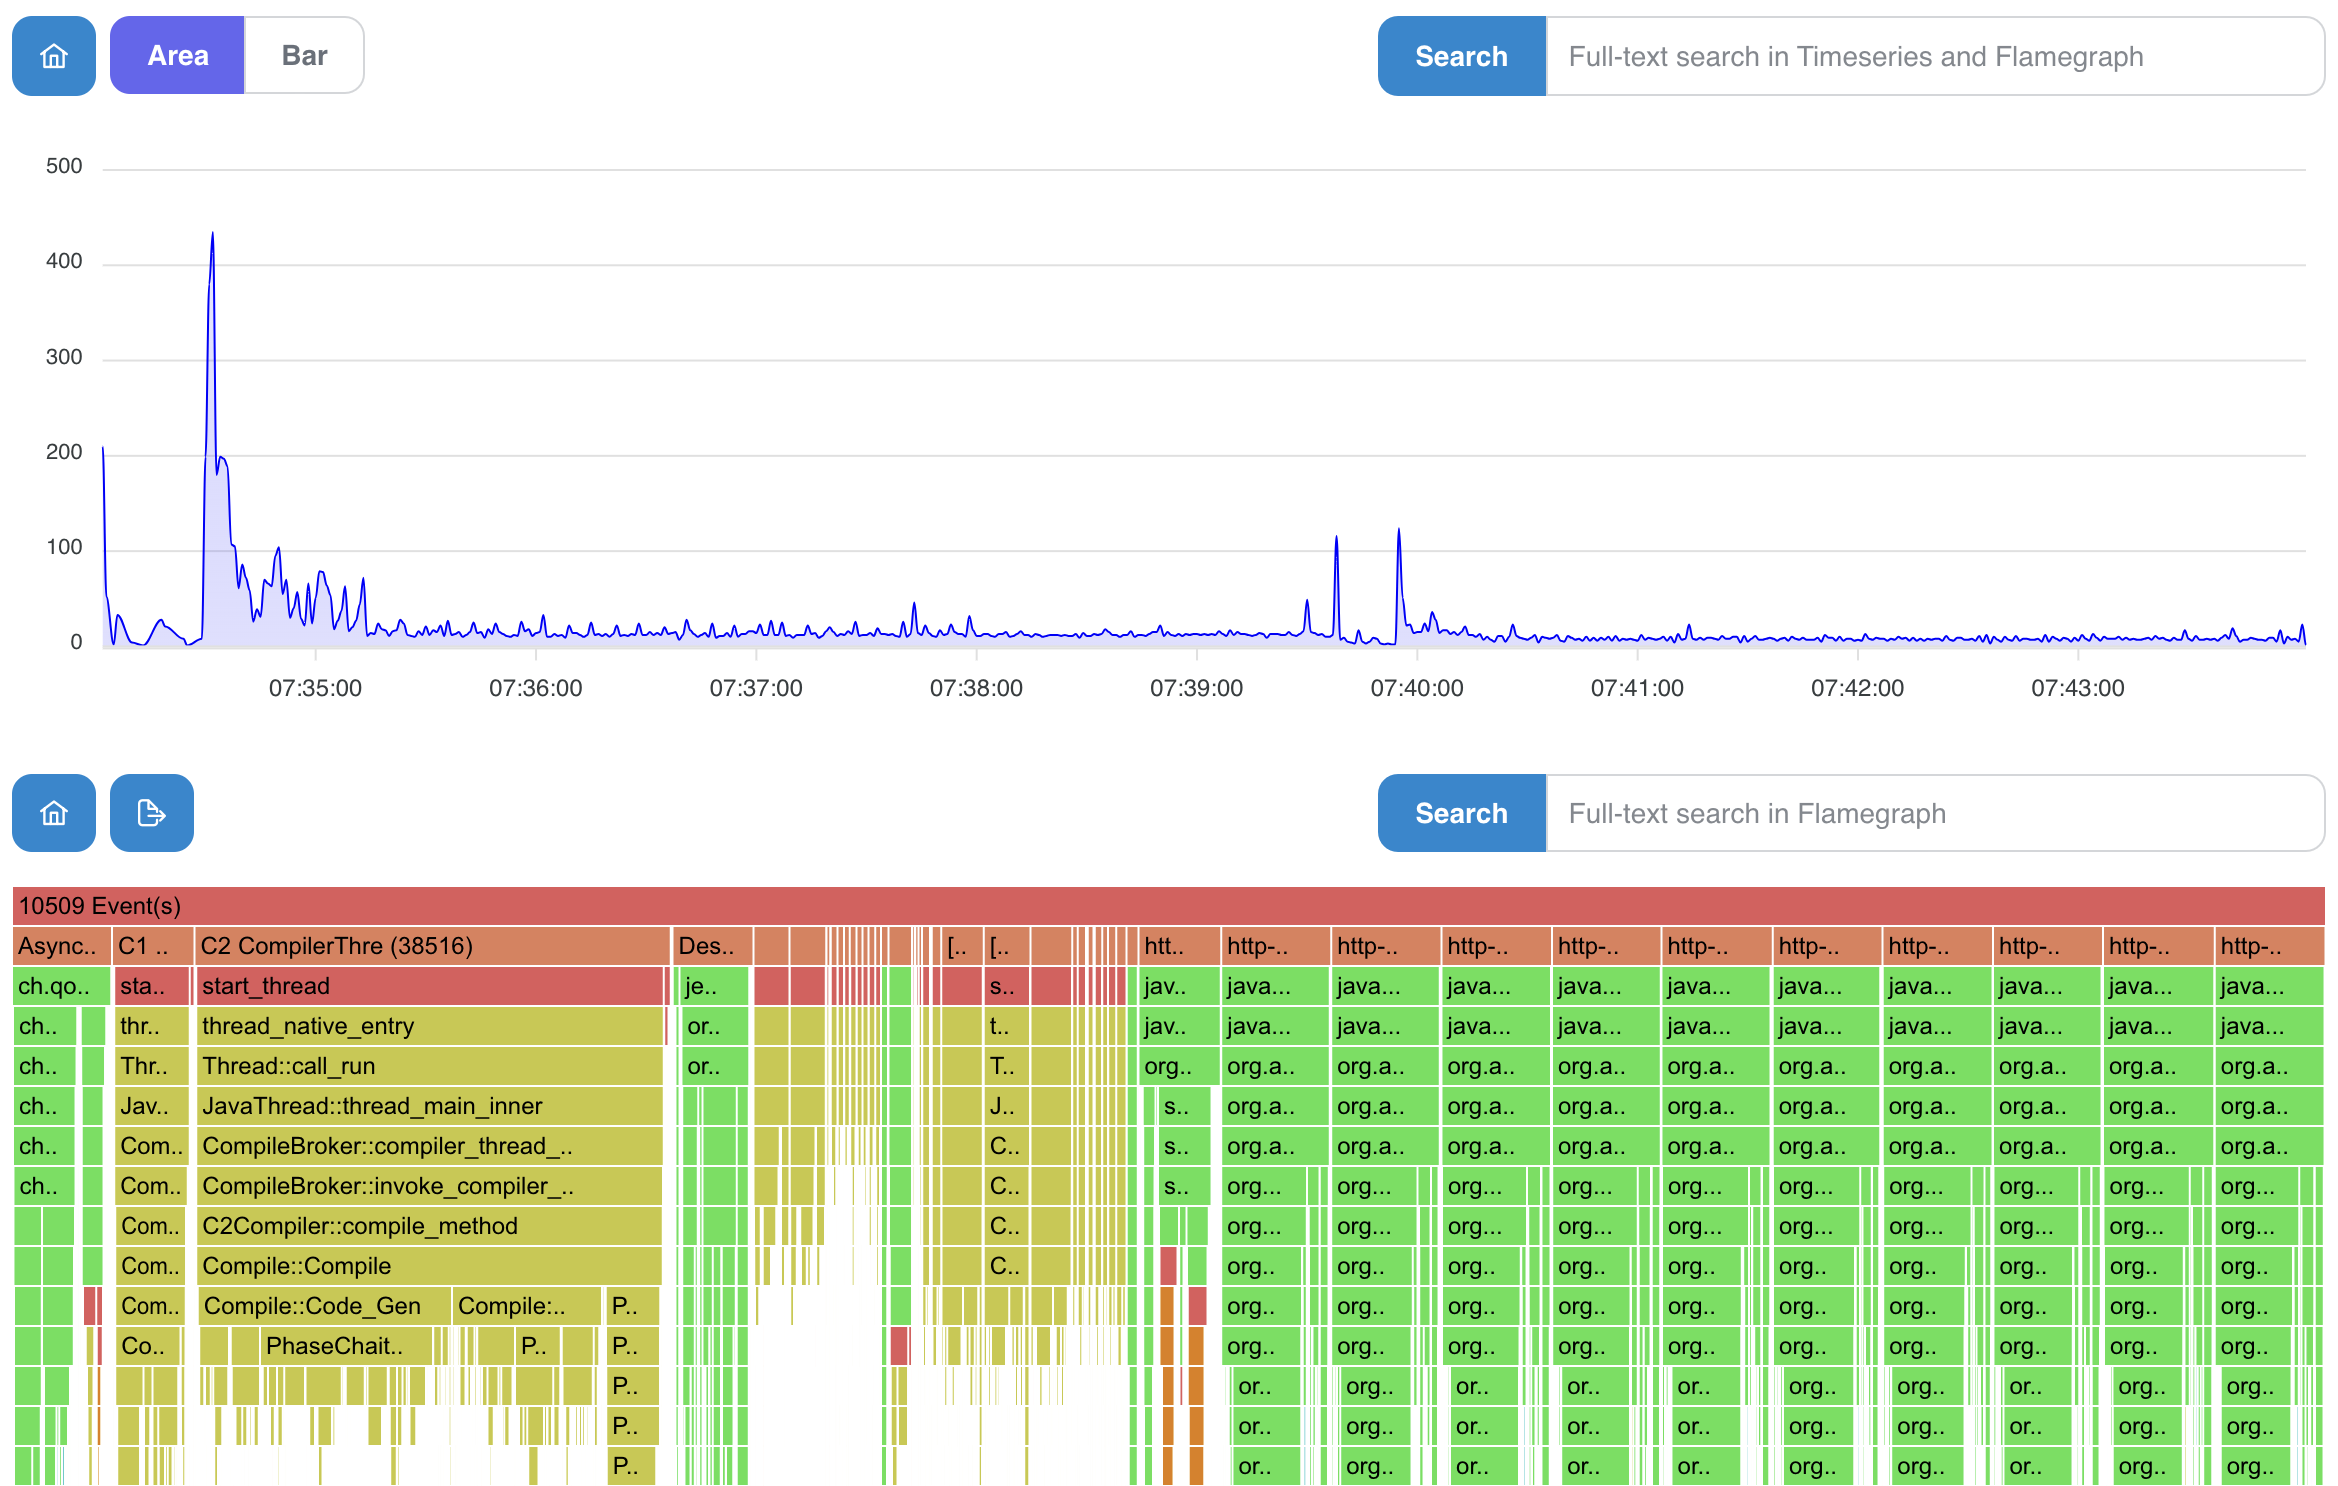 Area Bar Search Full-text search in Timeseries and Flamegraph
500
400
300
200
100
0
07:35:00 07:36:00 07:37:00 07:38:00 07:39:00 07:40:00 07:41:00 07:42:00 07:43:00
Search Full-text search in Flamegraph
10509 Event(s)
Async.. C1 .. C2 CompilerThre (38516) Des.. [.. [.. htt.. http-.. http-.. http-.. http-.. http-.. http-.. http-.. http-.. http-.. http-..
ch.qo.. sta.. start_thread je.. s.. jav.. java... java... java... java... java... java... java... java... java... java...
ch.. thr.. thread_native_entry or.. t.. jav.. java... java... java... java... java... java... java... java... java... java...
ch.. Thr.. Thread::call_run or.. T.. org.. org.a.. org.a.. org.a.. org.a.. org.a.. org.a.. org.a.. org.a.. org.a.. org.a..
ch.. Jav.. JavaThread::thread_main_inner J.. s.. org.a.. org.a.. org.a.. org.a.. org.a.. org.a.. org.a.. org.a.. org.a.. org.a..
ch.. Com.. CompileBroker::compiler_thread_.. C.. s.. org.a.. org.a.. org.a.. org.a.. org.a.. org.a.. org.a.. org.a.. org.a.. org.a..
ch.. Com.. CompileBroker::invoke_compiler_.. C.. s.. org... org... org... org... org... org... org... org... org... org...
Com.. C2Compiler::compile_method C.. org... org... org... org... org... org... org... org... org... org...
Com.. Compile::Compile C.. org.. org.. org.. org.. org.. org.. org.. org.. org.. org..
Com.. Compile::Code_Gen Compile:.. P.. org.. org.. org.. org.. org.. org.. org.. org.. org.. org..
Co.. PhaseChait.. P.. P.. org.. org.. org.. org.. org.. org.. org.. org.. org.. org..
P.. or.. org.. or.. or.. or.. org.. org.. or.. org.. org..
P.. or.. org.. or.. or.. or.. org.. org.. or.. org.. org..
P.. or.. org.. or.. or.. or.. org.. org.. or.. org.. org..